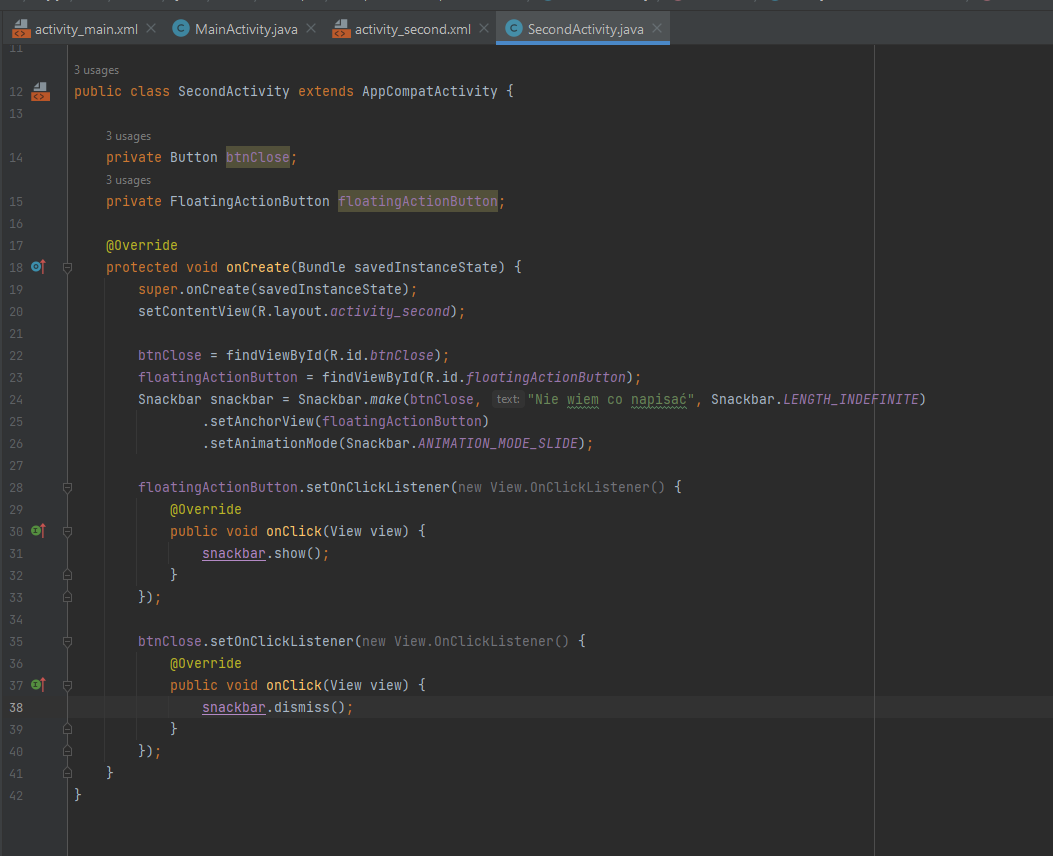 activity_main.xml MainActivity.java activity_second.xml SecondActivity.java
11
3 usages
12 public class SecondActivity extends AppCompatActivity {
13
3 usages
14 private Button btnClose;
3 usages
15 private FloatingActionButton floatingActionButton;
16
17 @Override
18 protected void onCreate(Bundle savedInstanceState) {
19 super.onCreate(savedInstanceState);
20 setContentView(R.layout.activity_second);
21
22 btnClose = findViewById(R.id.btnClose);
23 floatingActionButton = findViewById(R.id.floatingActionButton);
24 Snackbar snackbar = Snackbar.make(btnClose, text: "Nie wiem co napisać", Snackbar.LENGTH_INDEFINITE)
25 .setAnchorView(floatingActionButton)
26 .setAnimationMode(Snackbar.ANIMATION_MODE_SLIDE);
27
28 floatingActionButton.setOnClickListener(new View.OnClickListener() {
29 @Override
30 public void onClick(View view) {
31 snackbar.show();
32 }
33 });
34
35 btnClose.setOnClickListener(new View.OnClickListener() {
36 @Override
37 public void onClick(View view) {
38 snackbar.dismiss();
39 }
40 });
41 }
42 }